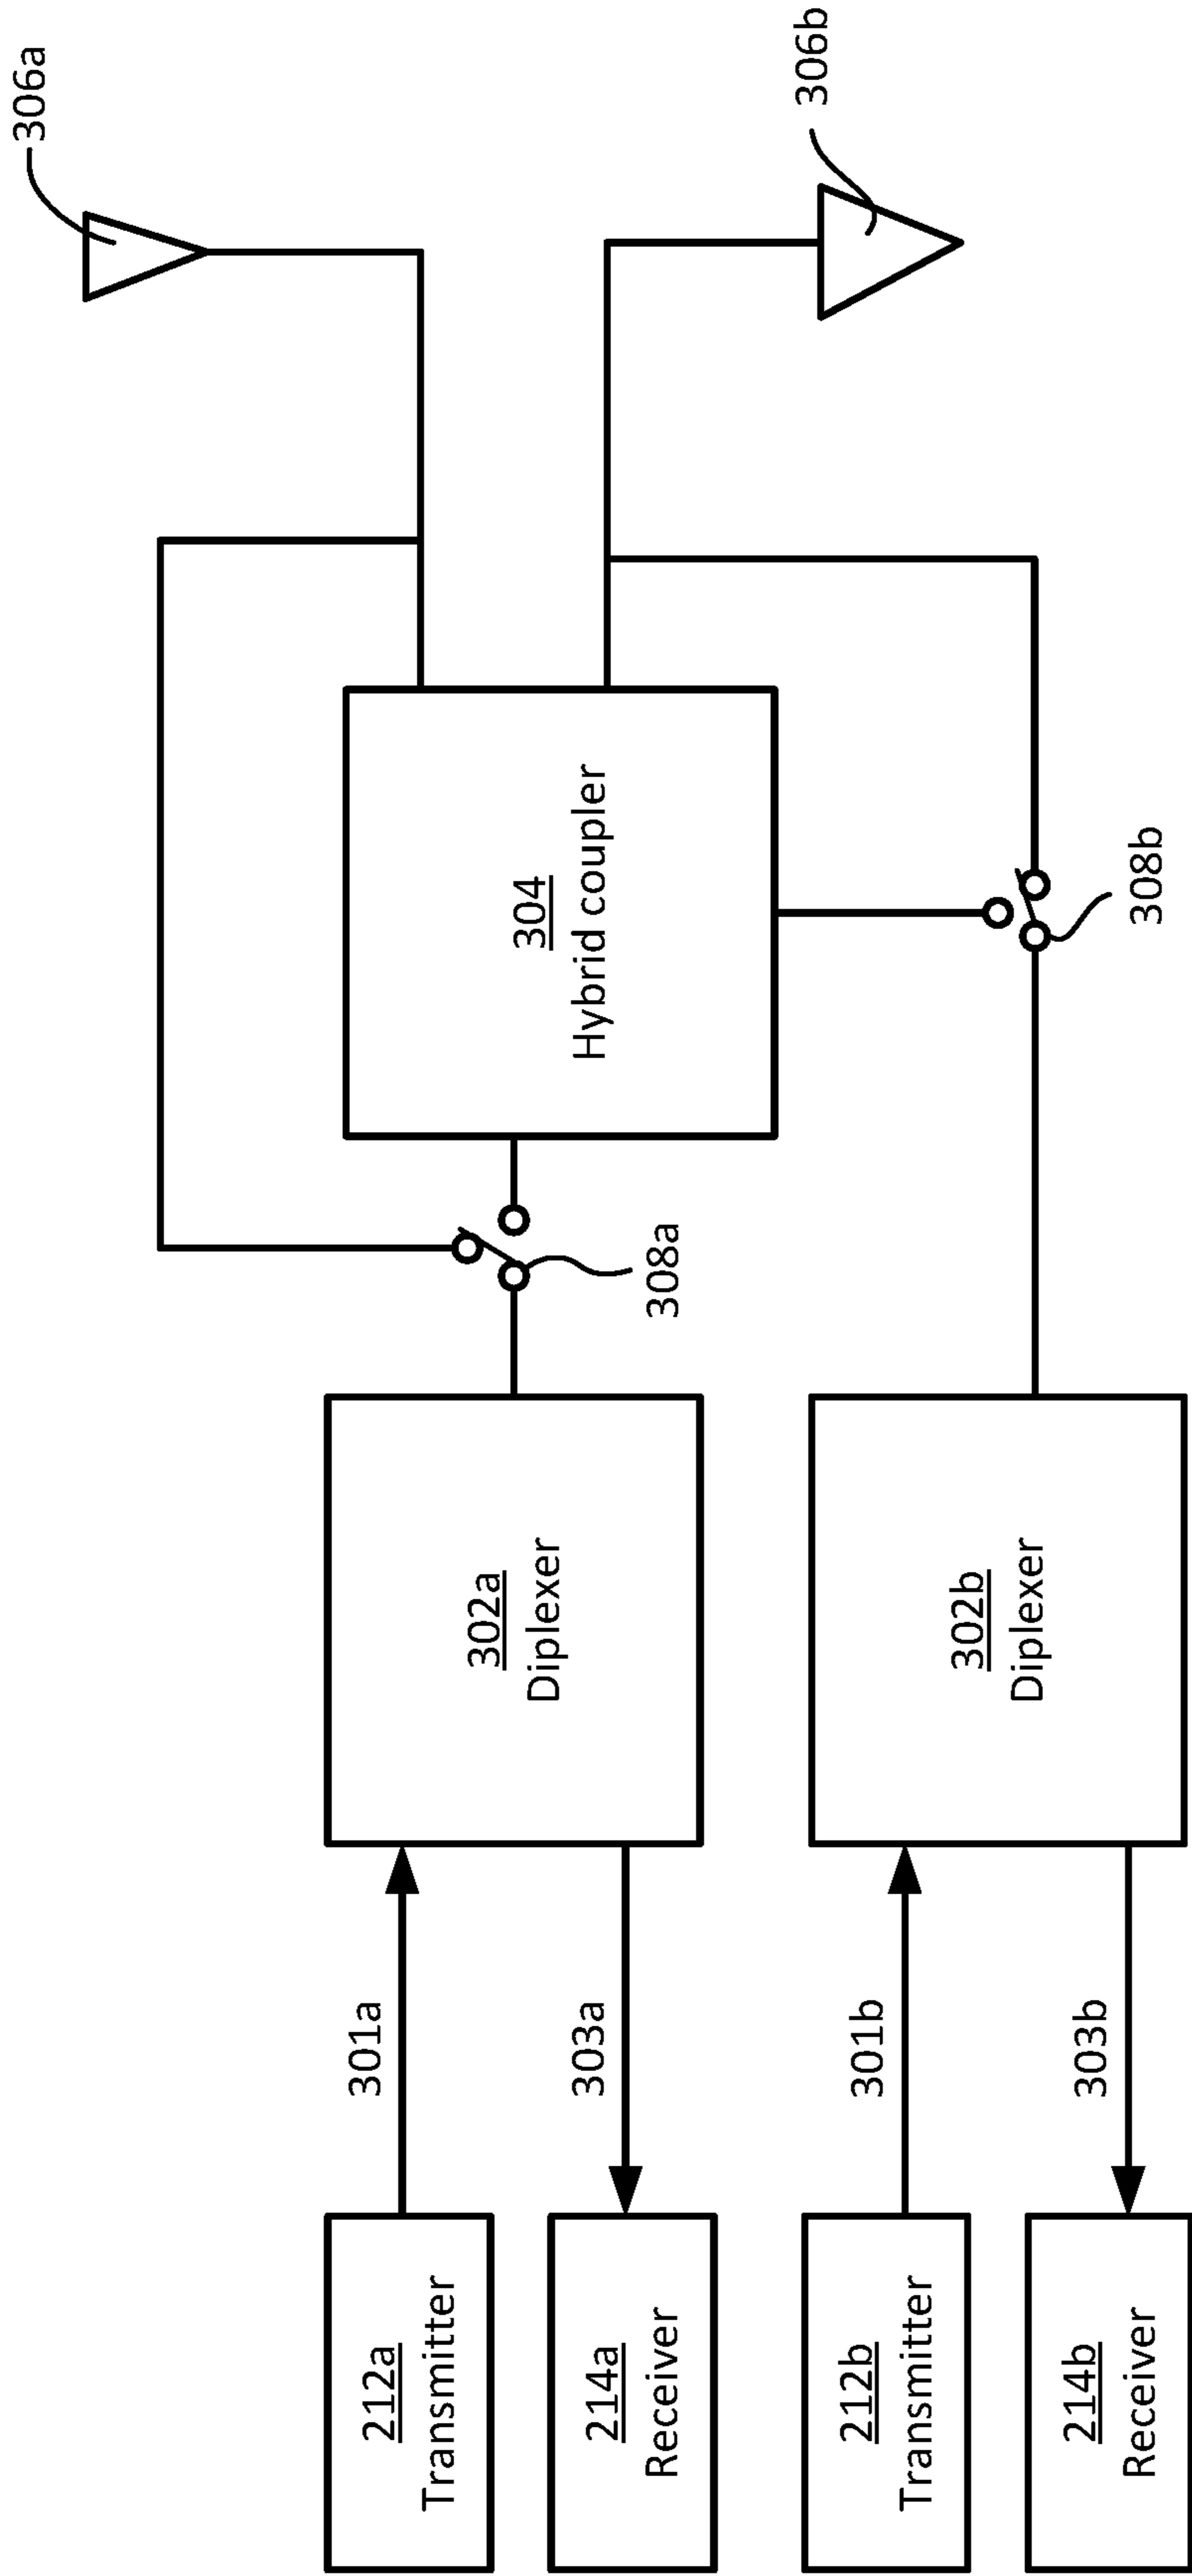 306a
306b
304
Hybrid coupler
308a
308b
302a
Diplexer
302b
Diplexer
301a
303a
301b
303b
212a
Transmitter
214a
Receiver
212b
Transmitter
214b
Receiver